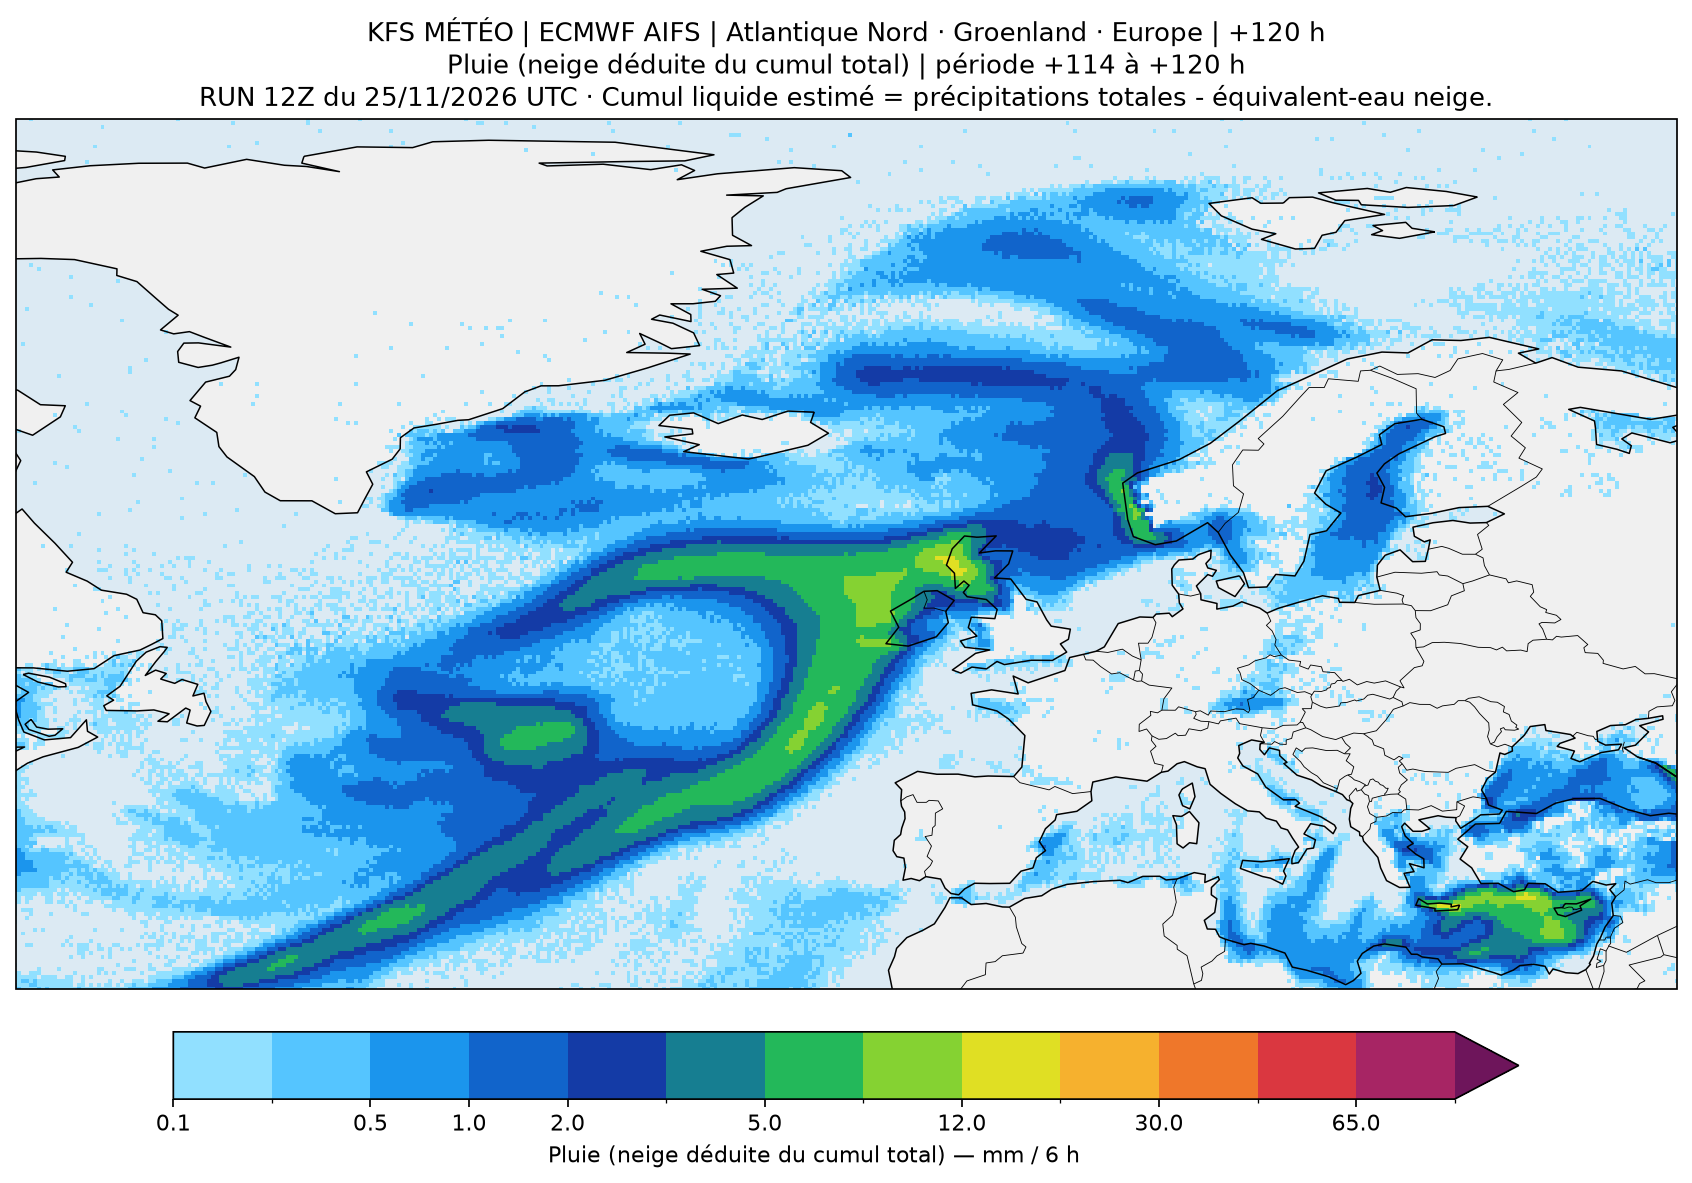 KFS MÉTÉO | ECMWF AIFS | Atlantique Nord · Groenland · Europe | +120 h
Pluie (neige déduite du cumul total) | période +114 à +120 h
RUN 12Z du 25/11/2026 UTC · Cumul liquide estimé = précipitations totales - équivalent-eau neige.
0.1 0.5 1.0 2.0 5.0 12.0 30.0 65.0
Pluie (neige déduite du cumul total) — mm / 6 h